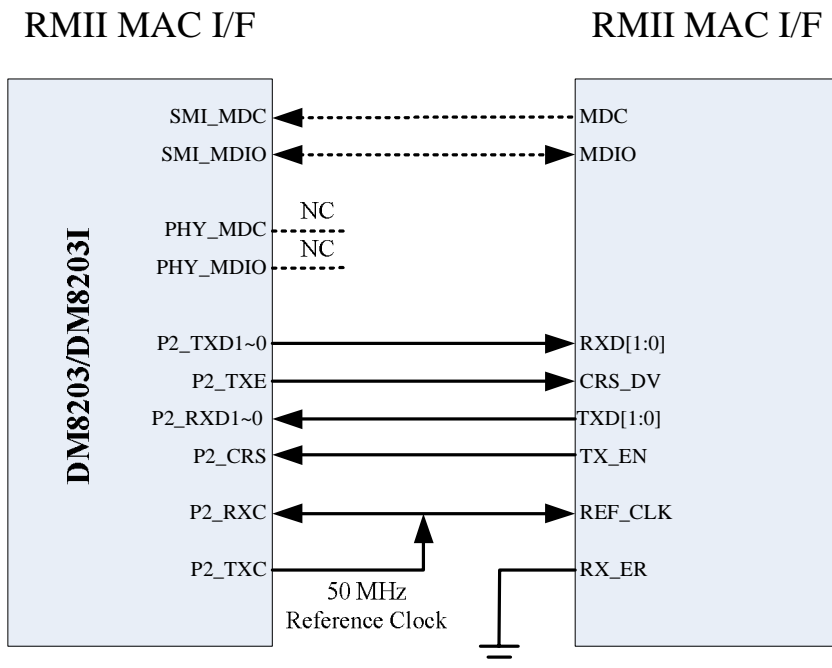 RMII MAC I/F
RMII MAC I/F
DM8203/DM8203I
SMI_MDC
MDC
SMI_MDIO
MDIO
PHY_MDC
NC
PHY_MDIO
NC
P2_TXD1~0
RXD[1:0]
P2_TXE
CRS_DV
P2_RXD1~0
TXD[1:0]
P2_CRS
TX_EN
P2_RXC
REF_CLK
P2_TXC
RX_ER
50 MHz
Reference Clock